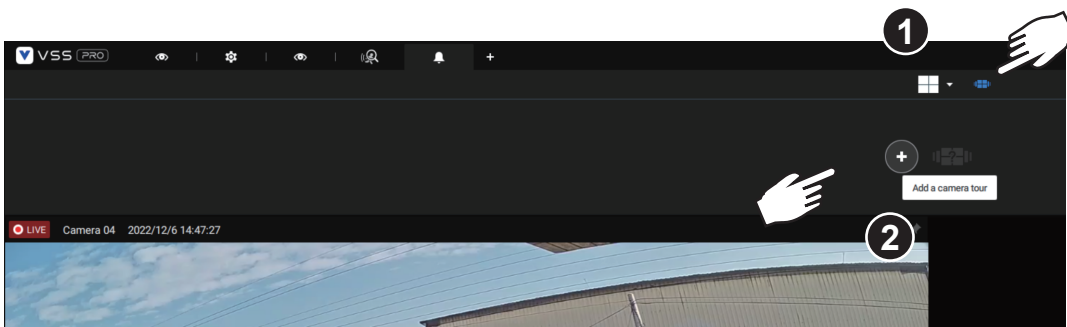 1
VSS PRO
+
+
Add a camera tour
LIVE Camera 04 2022/12/6 14:47:27
2